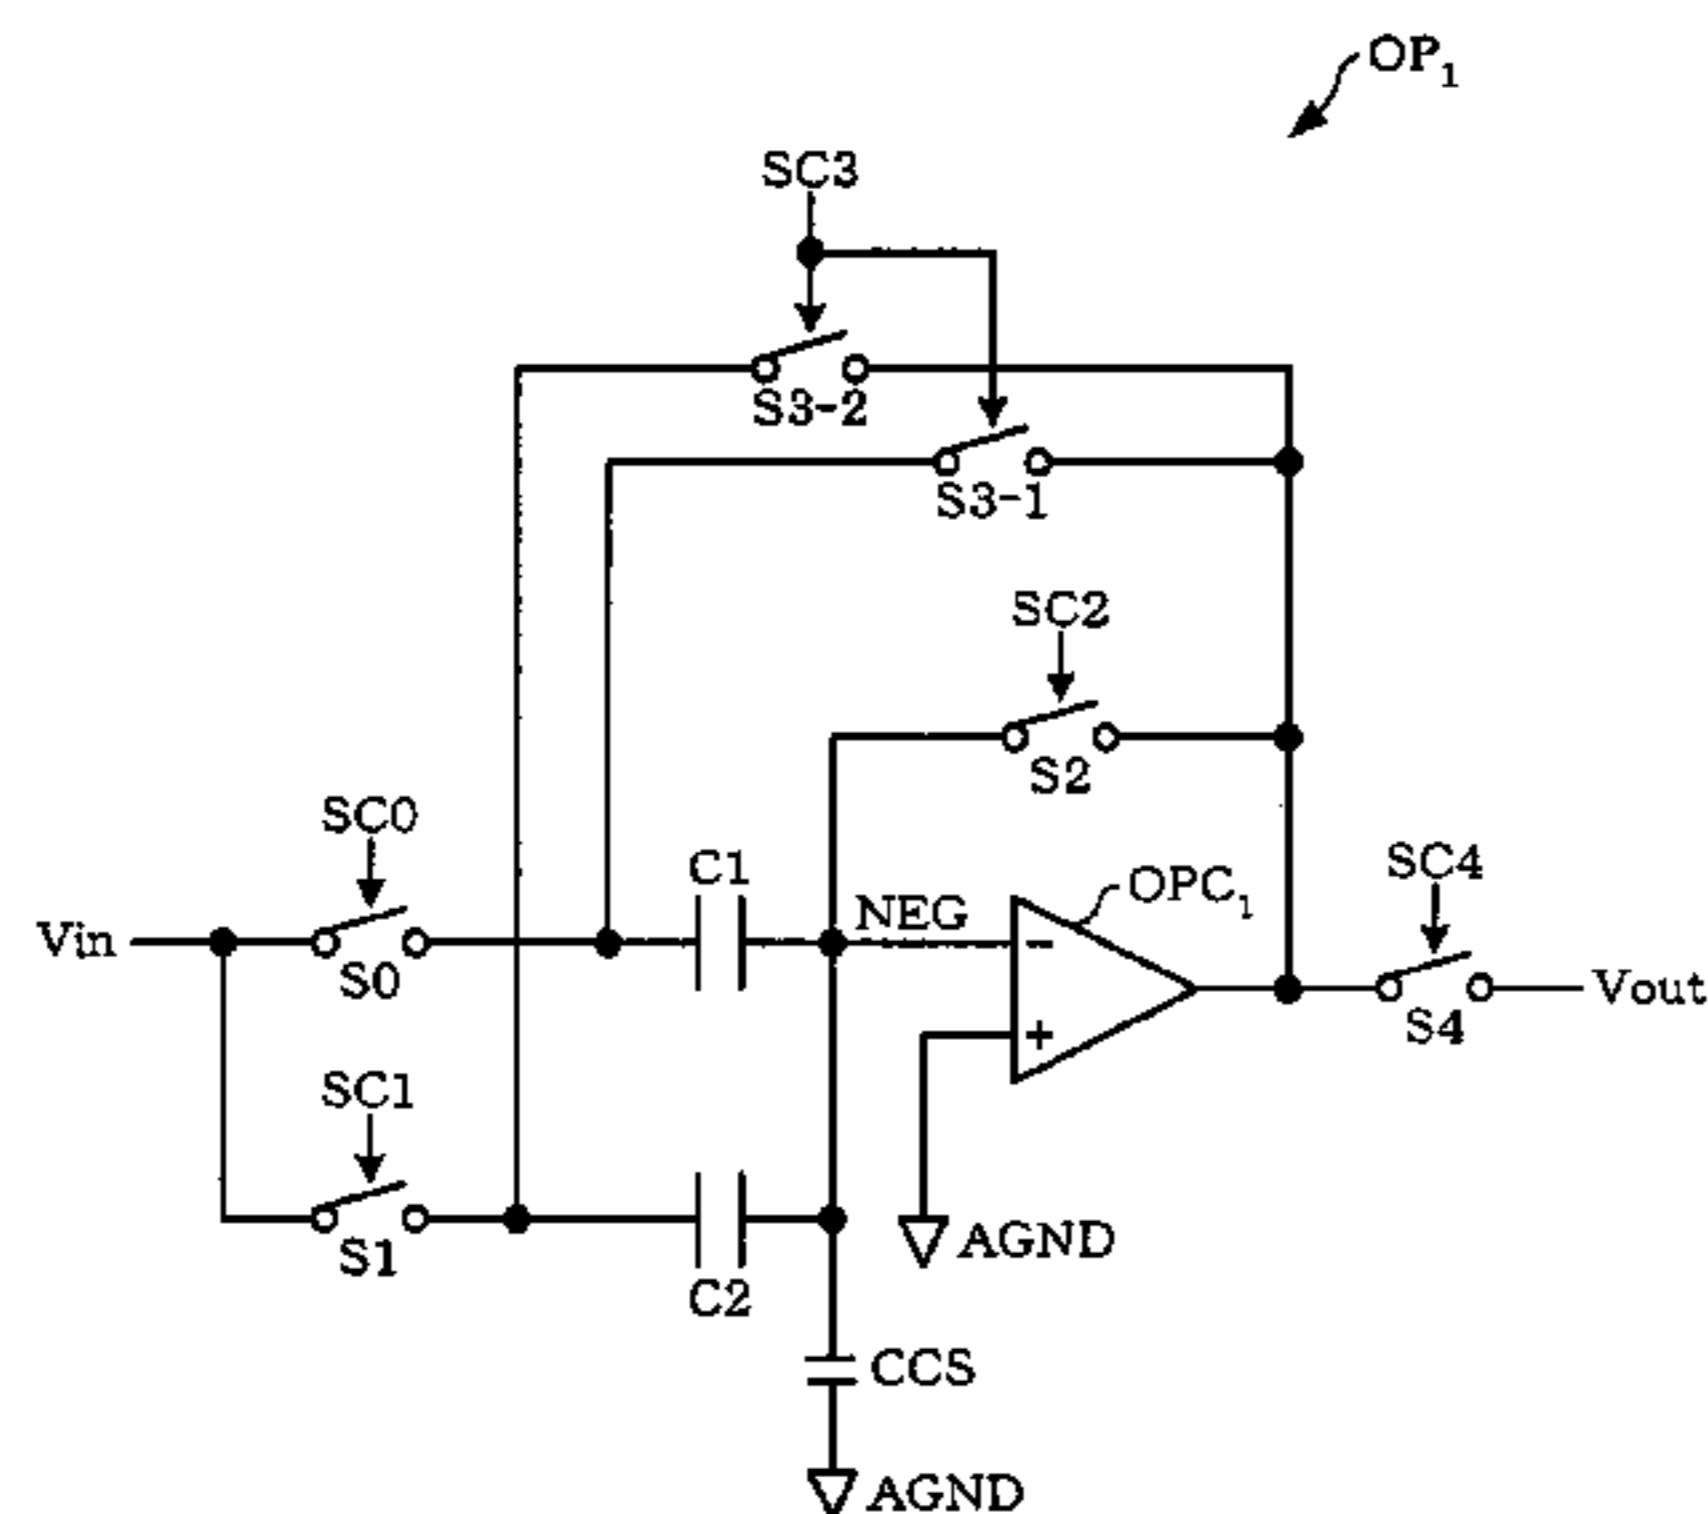 OP1
SC3
S3-2
S3-1
SC2
S2
SC0
C1
NEG
OPC1
SC4
Vin
S0
Vout
S4
SC1
S1
AGND
C2
CCS
AGND